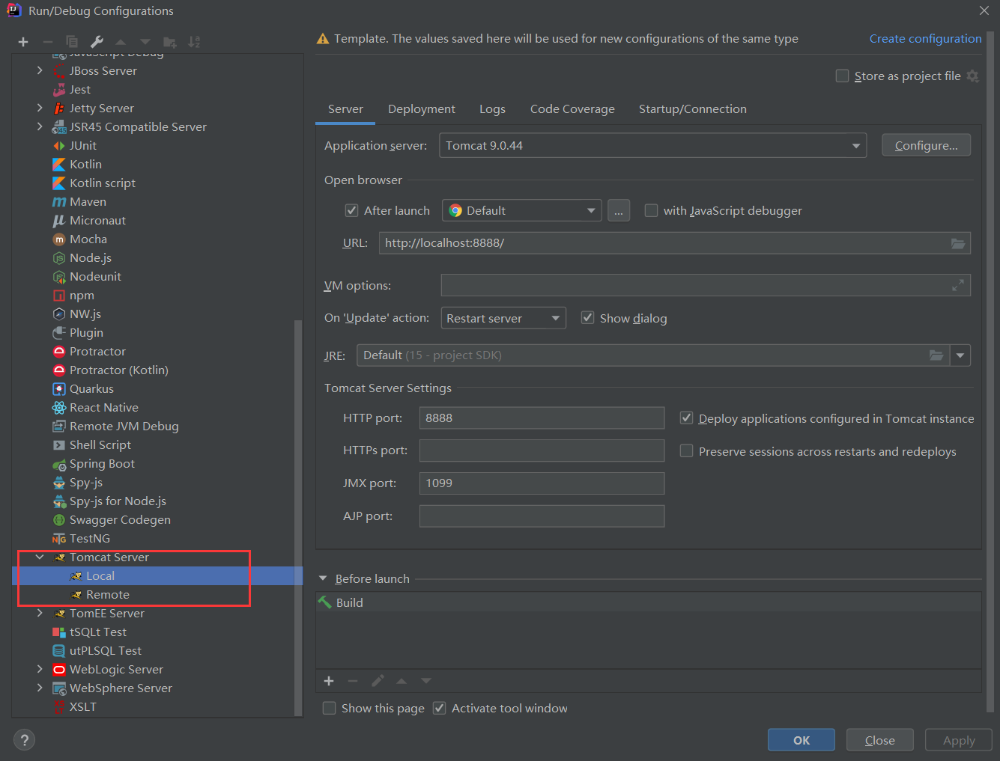 Run/Debug Configurations
JavaScript Debug
JBoss Server
Jest
Jetty Server
JSR45 Compatible Server
JUnit
Kotlin
Kotlin script
Maven
Micronaut
Mocha
Node.js
Nodeunit
npm
NW.js
Plugin
Protractor
Protractor (Kotlin)
Quarkus
React Native
Remote JVM Debug
Shell Script
Spring Boot
Spy-js
Spy-js for Node.js
Swagger Codegen
TestNG
Tomcat Server
Local
Remote
TomEE Server
tSQLt Test
utPLSQL Test
WebLogic Server
WebSphere Server
XSLT
Template. The values saved here will be used for new configurations of the same type Create configuration
Store as project file
Server Deployment Logs Code Coverage Startup/Connection
Application server: Tomcat 9.0.44 Configure...
Open browser
After launch Default ... with JavaScript debugger
URL: http://localhost:8888/
VM options:
On 'Update' action: Restart server Show dialog
JRE: Default (15 - project SDK)
Tomcat Server Settings
HTTP port: 8888 Deploy applications configured in Tomcat instance
HTTPs port: Preserve sessions across restarts and redeploys
JMX port: 1099
AJP port:
Before launch
Build
Show this page Activate tool window
? OK Close Apply